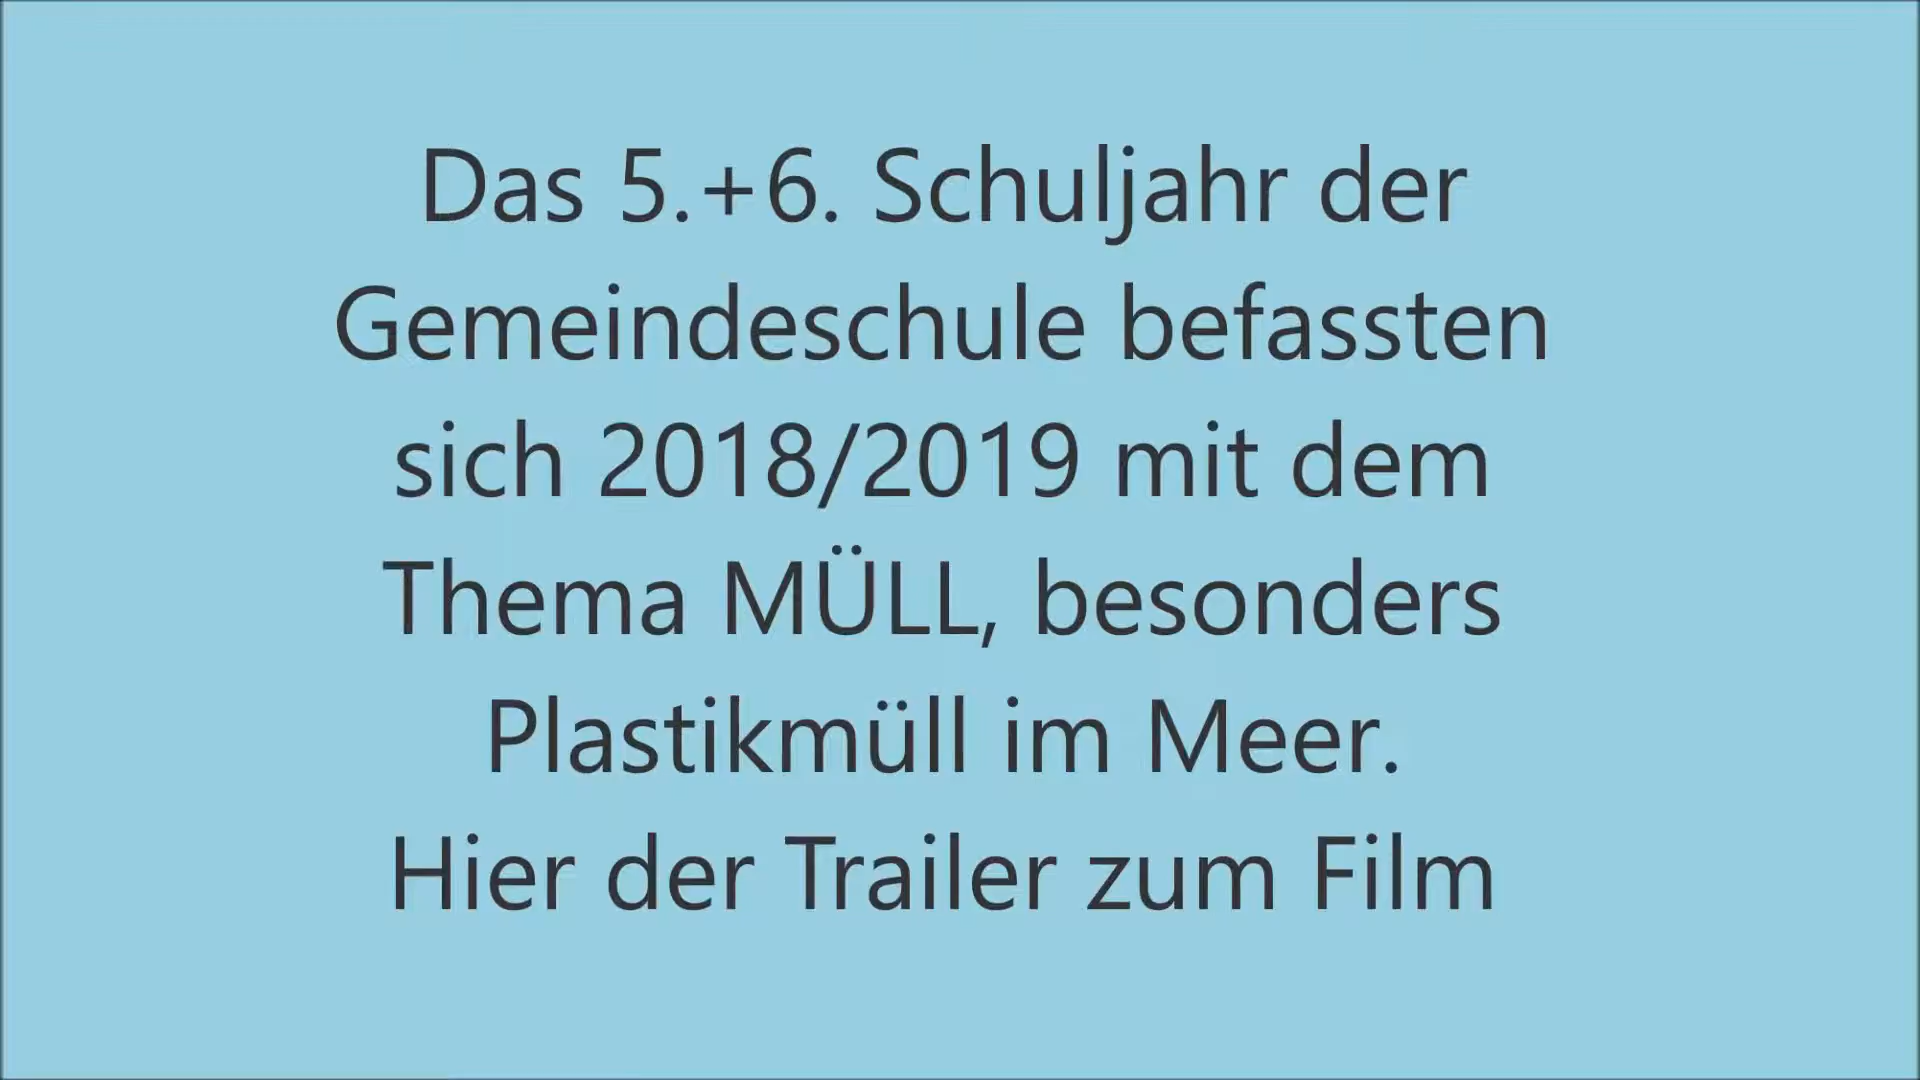 Das 5.+6. Schuljahr der
Gemeindeschule befassten
sich 2018/2019 mit dem
Thema MÜLL, besonders
Plastikmüll im Meer.
Hier der Trailer zum Film